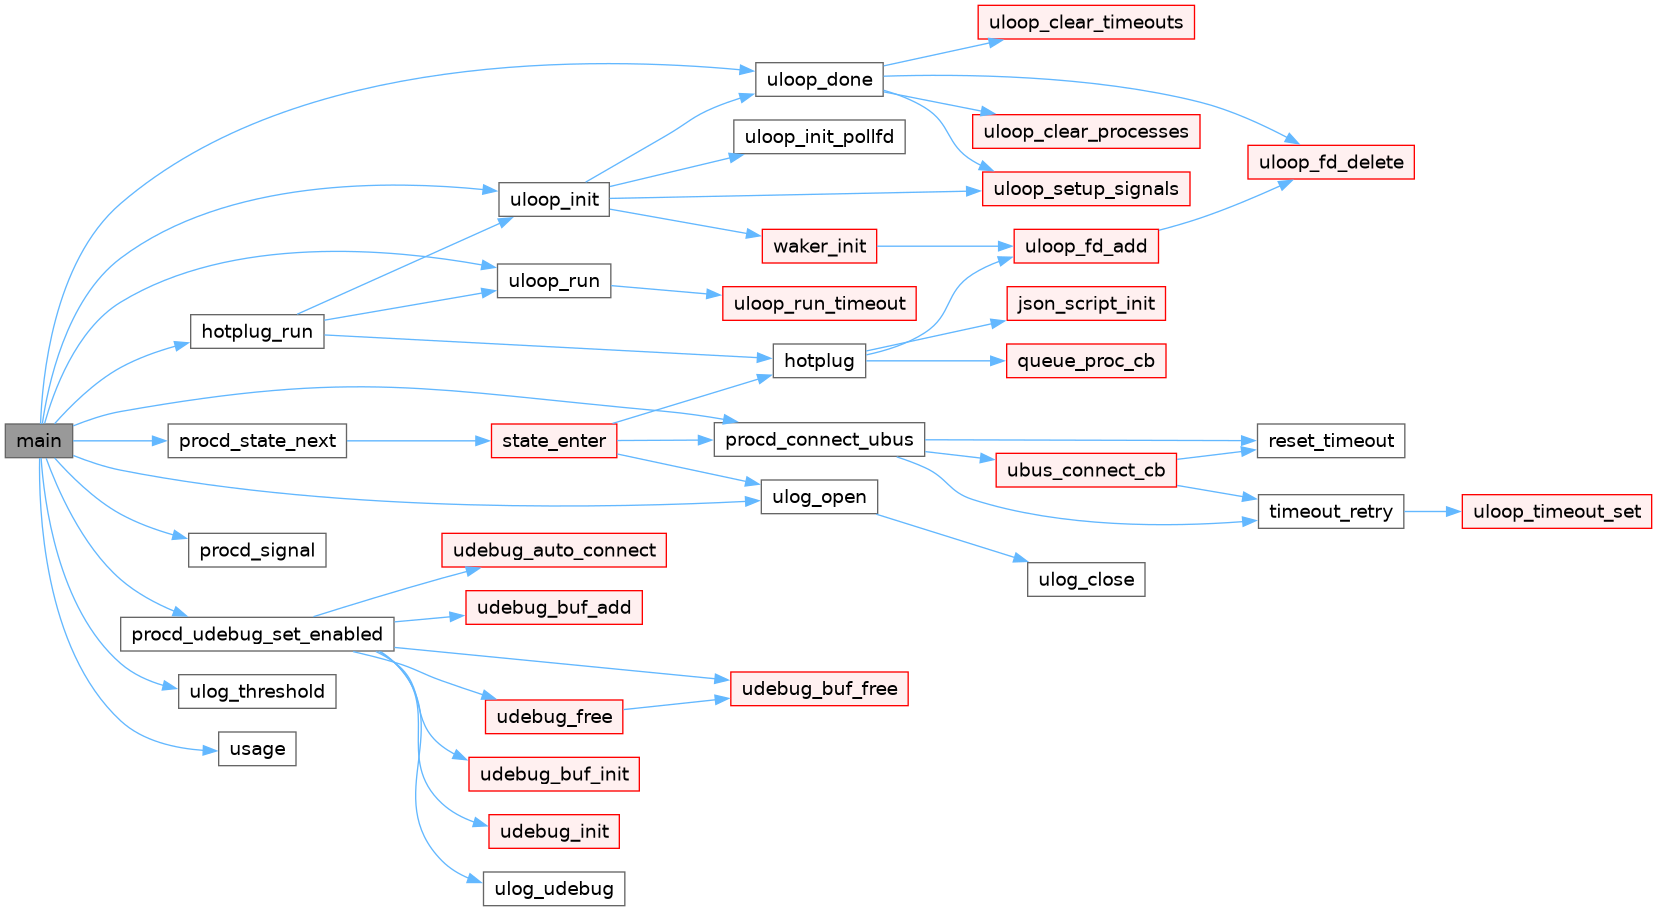 uloop_clear_timeouts
uloop_done
uloop_clear_processes
uloop_init_pollfd
uloop_fd_delete
uloop_setup_signals
uloop_init
waker_init
uloop_fd_add
uloop_run
uloop_run_timeout
json_script_init
hotplug_run
hotplug
queue_proc_cb
main
procd_state_next
state_enter
procd_connect_ubus
reset_timeout
ubus_connect_cb
ulog_open
timeout_retry
uloop_timeout_set
procd_signal
udebug_auto_connect
ulog_close
udebug_buf_add
procd_udebug_set_enabled
ulog_threshold
udebug_buf_free
udebug_free
usage
udebug_buf_init
udebug_init
ulog_udebug